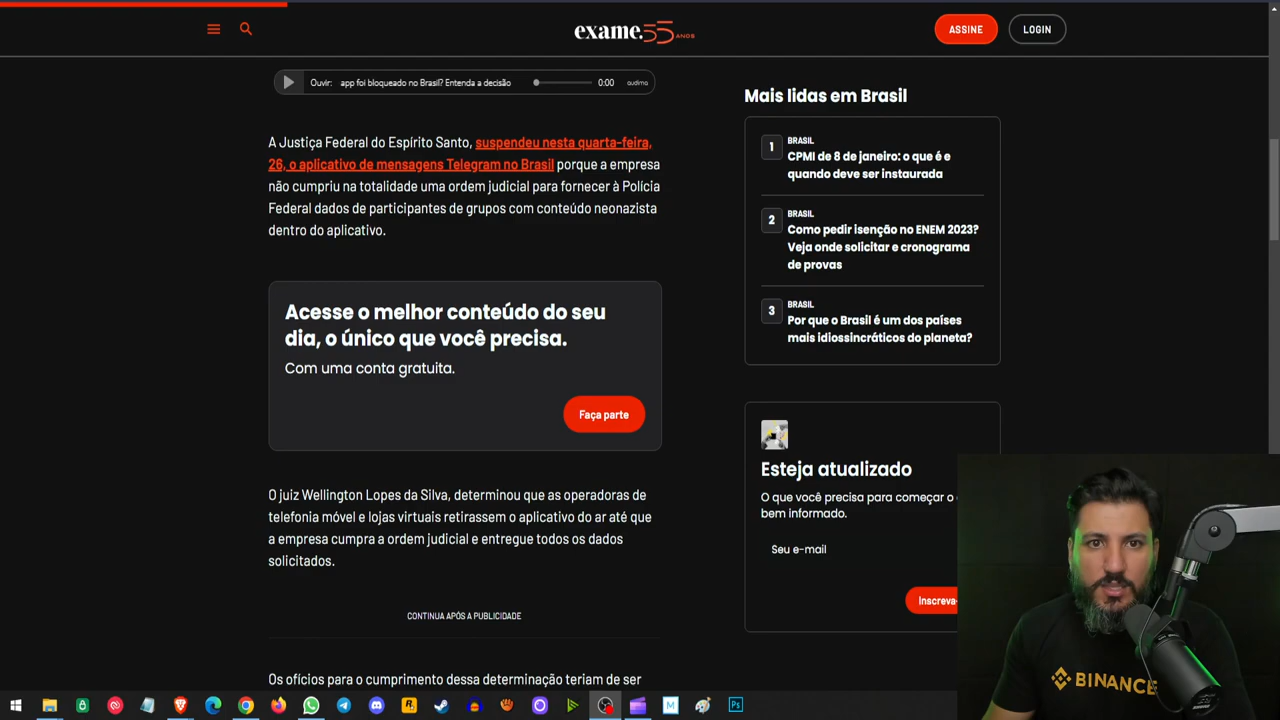 exame.55 ANOS
ASSINE
LOGIN
Ouvir: app foi bloqueado no Brasil? Entenda a decisão 0:00 audima
A Justiça Federal do Espírito Santo, suspendeu nesta quarta-feira,
26, o aplicativo de mensagens Telegram no Brasil porque a empresa
não cumpriu na totalidade uma ordem judicial para fornecer à Polícia
Federal dados de participantes de grupos com conteúdo neonazista
dentro do aplicativo.
Acesse o melhor conteúdo do seu
dia, o único que você precisa.
Com uma conta gratuita.
Faça parte
O juiz Wellington Lopes da Silva, determinou que as operadoras de
telefonia móvel e lojas virtuais retirassem o aplicativo do ar até que
a empresa cumpra a ordem judicial e entregue todos os dados
solicitados.
CONTINUA APÓS A PUBLICIDADE
Os ofícios para o cumprimento dessa determinação teriam de ser
Mais lidas em Brasil
1
BRASIL
CPMI de 8 de janeiro: o que é e
quando deve ser instaurada
2
BRASIL
Como pedir isenção no ENEM 2023?
Veja onde solicitar e cronograma
de provas
3
BRASIL
Por que o Brasil é um dos países
mais idiossincráticos do planeta?
Esteja atualizado
O que você precisa para começar o
bem informado.
Seu e-mail
Inscreva-
BINANCE
R
M
Ps